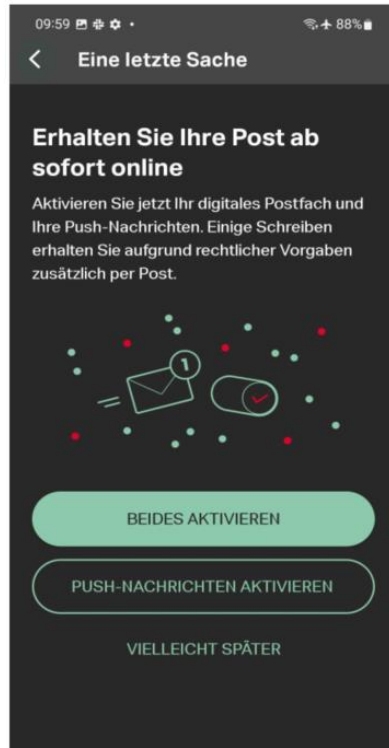 09:59
88%
Eine letzte Sache
Erhalten Sie Ihre Post ab
sofort online
Aktivieren Sie jetzt Ihr digitales Postfach und
Ihre Push-Nachrichten. Einige Schreiben
erhalten Sie aufgrund rechtlicher Vorgaben
zusätzlich per Post.
1
BEIDES AKTIVIEREN
PUSH-NACHRICHTEN AKTIVIEREN
VIELLEICHT SPÄTER